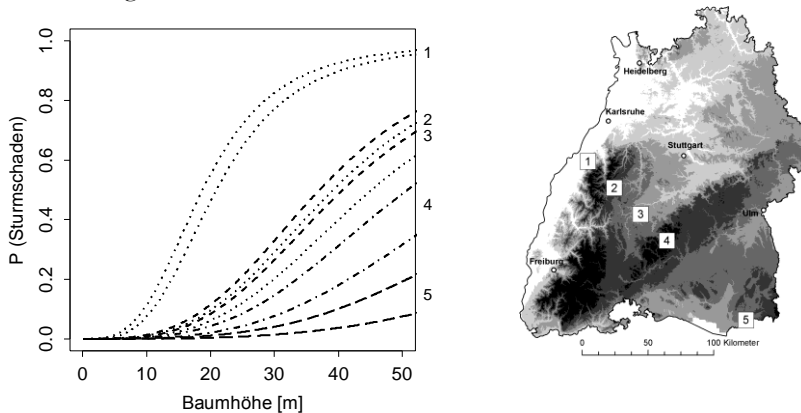 1.0
0.8
0.6
0.4
0.2
0.0
P (Sturmschaden)
0 10 20 30 40 50
Baumhöhe [m]
1
2
3
4
5
Heidelberg
Karlsruhe
Stuttgart
1
2
3
Ulm
4
Freiburg
5
0 50 100 Kilometer